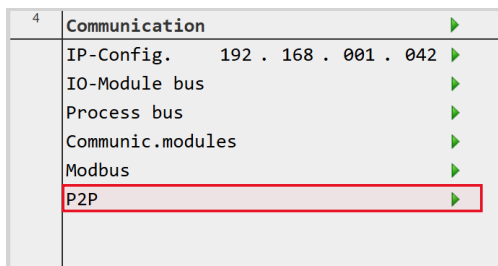 4
Communication
IP-Config. 192 . 168 . 001 . 042
IO-Module bus
Process bus
Communic.modules
Modbus
P2P